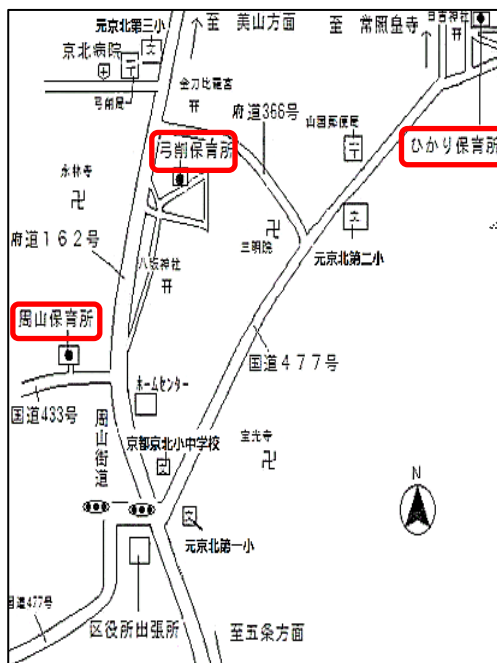 元京北第三小
至 美山方面
至 常照皇寺
日吉神社
京北病院
弓削局
金刀比羅宮
府道366号
山国郵便局
弓削保育所
ひかり保育所
永林寺
三明院
元京北第二小
府道162号
八坂神社
周山保育所
国道477号
国道433号
ホームセンター
周山街道
京都京北小中学校
宝光寺
N
元京北第一小
国道477号
区役所出張所
至五条方面